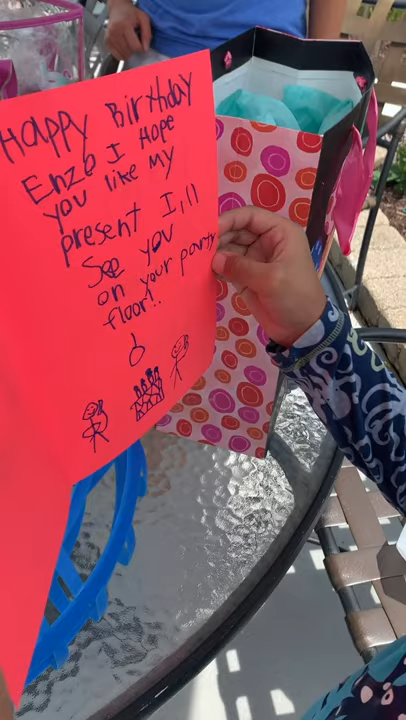 Happy Birthday
Enzo I Hope
you like my
present I,ll
See you
on your party
floor!..